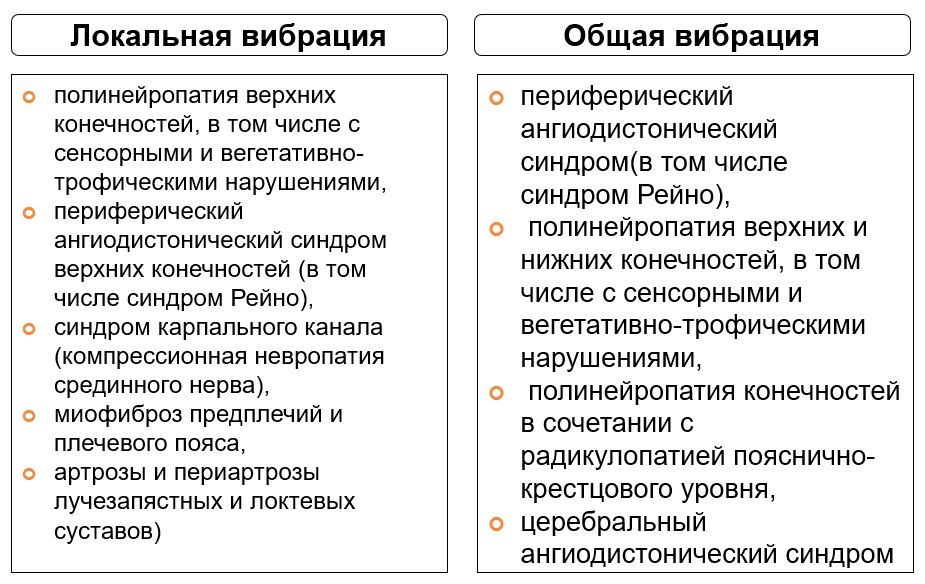 Локальная вибрация
полинейропатия верхних
конечностей, в том числе с
сенсорными и вегетативно-
трофическими нарушениями,
периферический
ангиодистонический синдром
верхних конечностей (в том
числе синдром Рейно),
синдром карпального канала
(компрессионная невропатия
срединного нерва),
миофиброз предплечий и
плечевого пояса,
артрозы и периартрозы
лучезапястных и локтевых
суставов)
Общая вибрация
периферический
ангиодистонический
синдром(в том числе
синдром Рейно),
полинейропатия верхних и
нижних конечностей, в том
числе с сенсорными и
вегетативно-трофическими
нарушениями,
полинейропатия конечностей
в сочетании с
радикулопатией пояснично-
крестцового уровня,
церебральный
ангиодистонический синдром